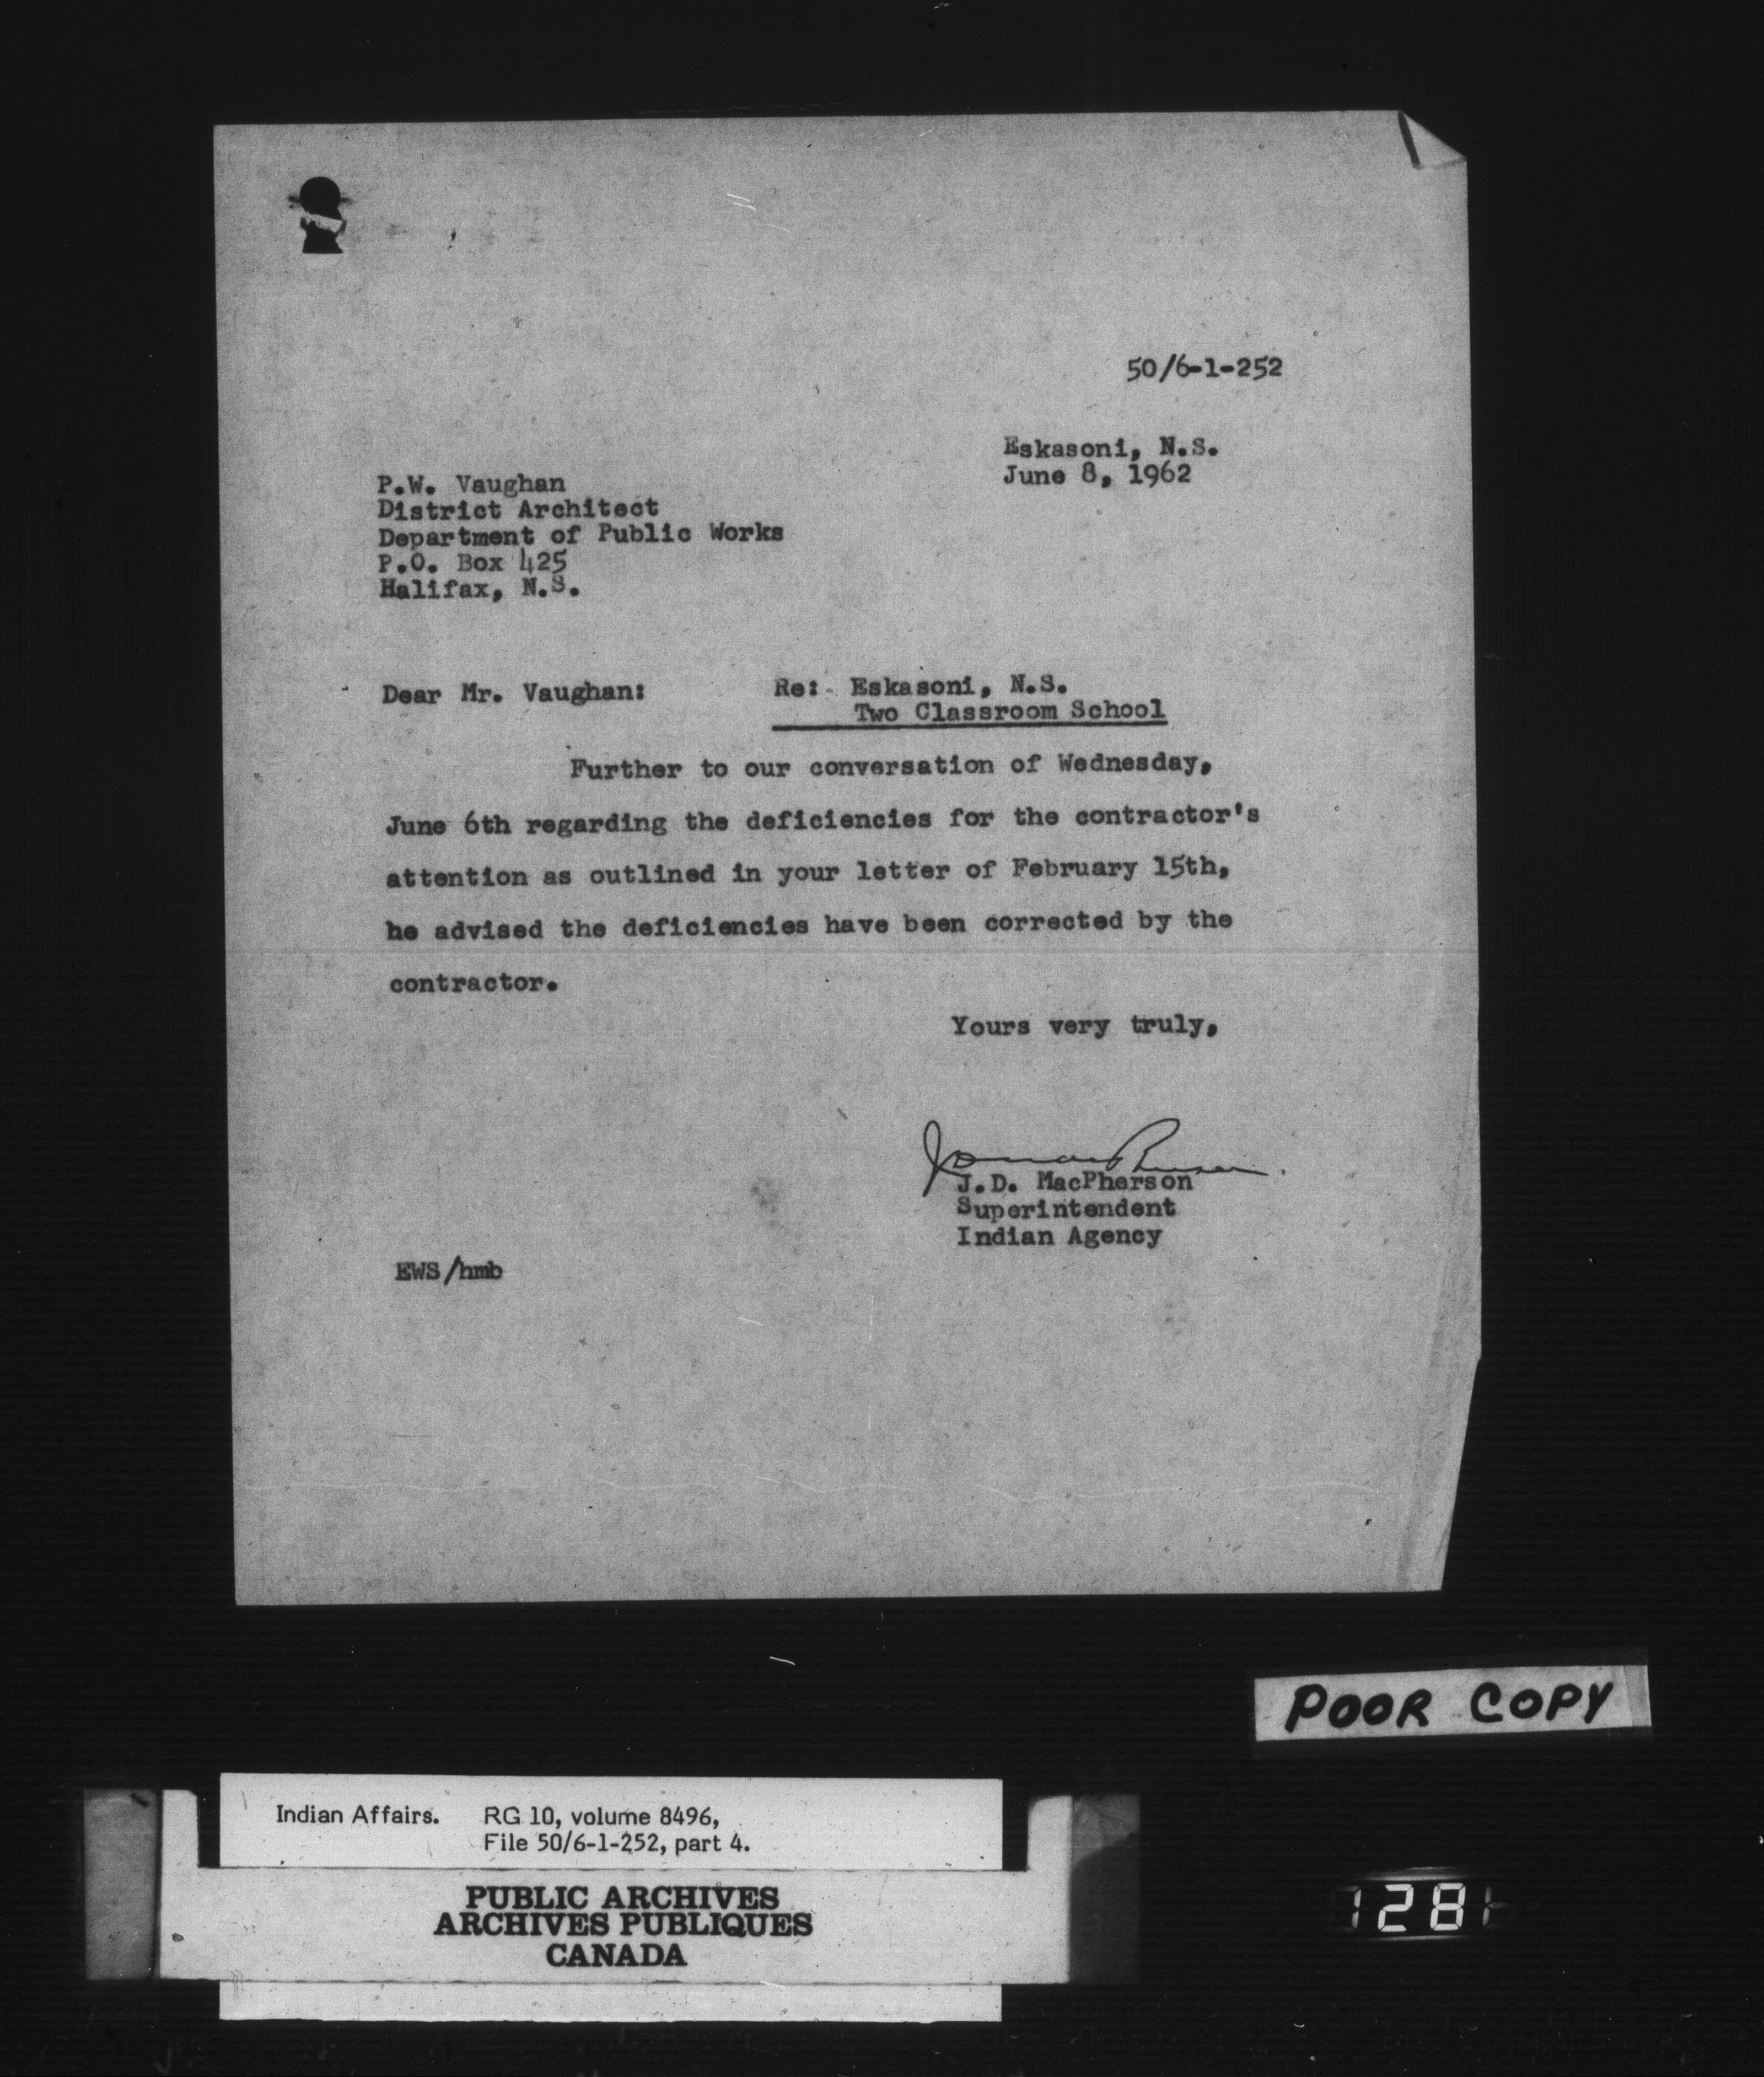 50/6-1-252
Eskasoni, N.S.
June 8, 1962
P.W. Vaughan
District Architect
Department of Public Works
P.O. Box 425
Halifax, N.S.
Dear Mr. Vaughan:
Re: Eskasoni, N.S.
Two Classroom School
Further to our conversation of Wednesday,
June 6th regarding the deficiencies for the contractor's
attention as outlined in your letter of February 15th,
he advised the deficiencies have been corrected by the
contractor.
Yours very truly,
J.D. MacPherson
Superintendent
Indian Agency
EWS/hmb
POOR COPY
Indian Affairs. RG 10, volume 8496,
File 50/6-1-252, part 4.
PUBLIC ARCHIVES
ARCHIVES PUBLIQUES
CANADA